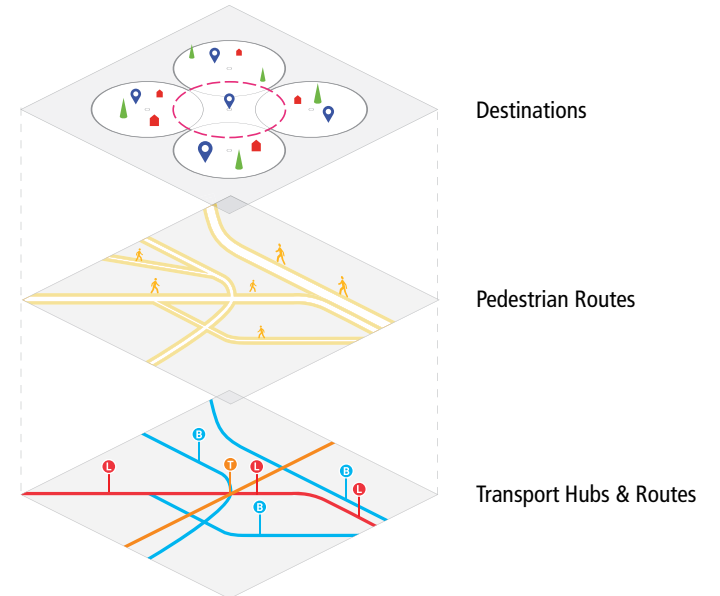 Destinations
Pedestrian Routes
B
L
T
L
B
L
B
Transport Hubs & Routes